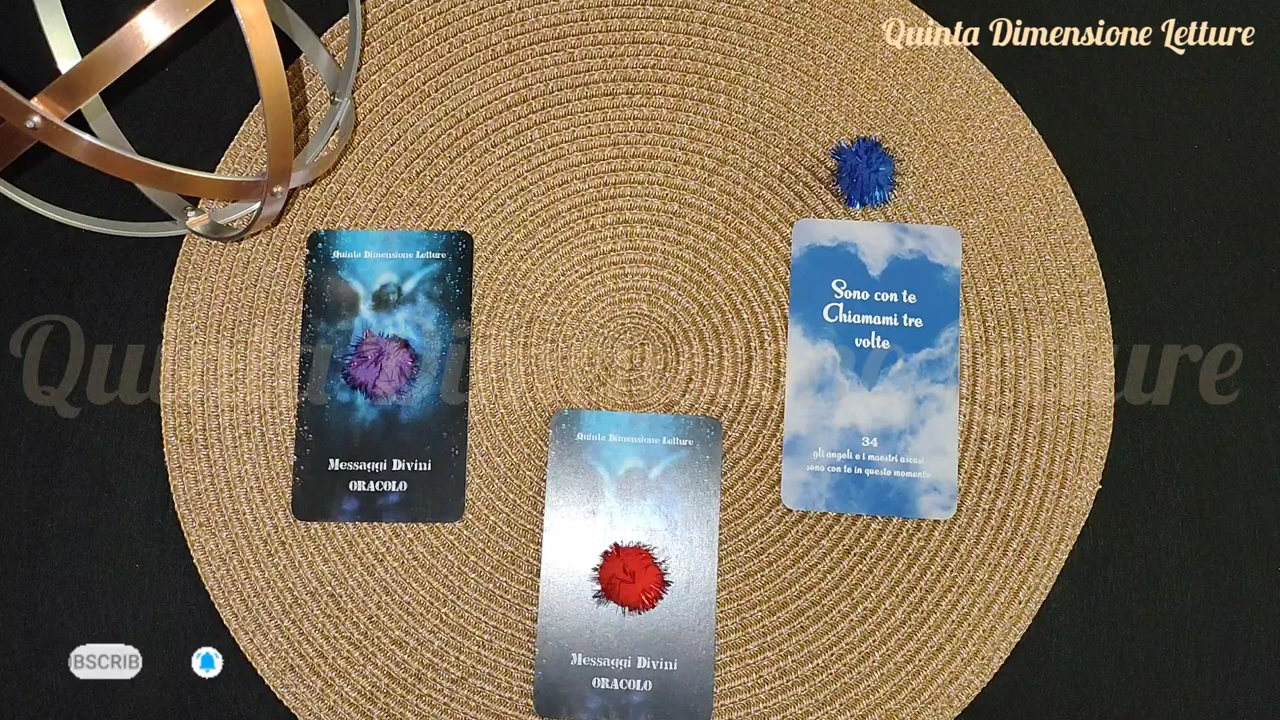 Quinta Dimensione Letture
Quinta Dimensione Letture
Messaggi Divini
ORACOLO
Sono con te
Chiamami tre
volte
34
gli angeli e i maestri ascesi
sono con te in questo momento
Quinta Dimensione Letture
Messaggi Divini
ORACOLO
BSCRIB